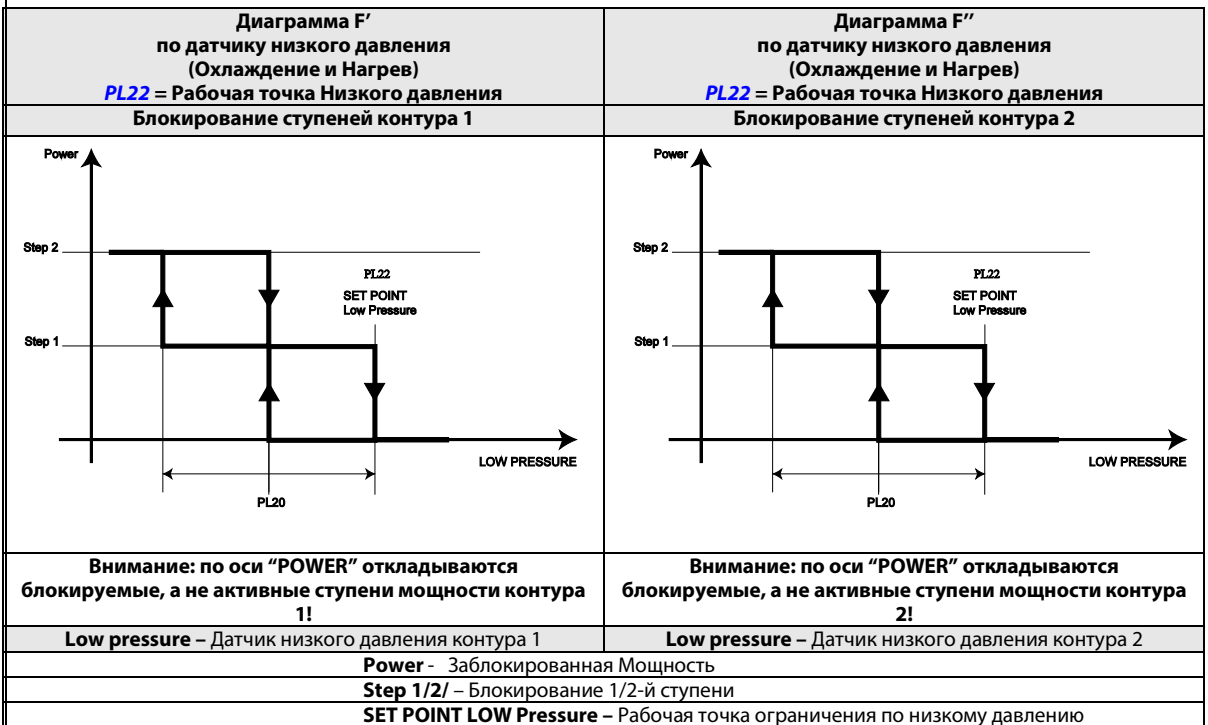 Диаграмма F’
по датчику низкого давления
(Охлаждение и Нагрев)
PL22 = Рабочая точка Низкого давления
Блокирование ступеней контура 1
Power
Step 2
PL22
SET POINT
Low Pressure
Step 1
LOW PRESSURE
PL20
Внимание: по оси “POWER” откладываются
блокируемые, а не активные ступени мощности контура
1!
Low pressure – Датчик низкого давления контура 1
Диаграмма F’’
по датчику низкого давления
(Охлаждение и Нагрев)
PL22 = Рабочая точка Низкого давления
Блокирование ступеней контура 2
Power
Step 2
PL22
SET POINT
Low Pressure
Step 1
LOW PRESSURE
PL20
Внимание: по оси “POWER” откладываются
блокируемые, а не активные ступени мощности контура
2!
Low pressure – Датчик низкого давления контура 2
Power - Заблокированная Мощность
Step 1/2/ – Блокирование 1/2-й ступени
SET POINT LOW Pressure – Рабочая точка ограничения по низкому давлению